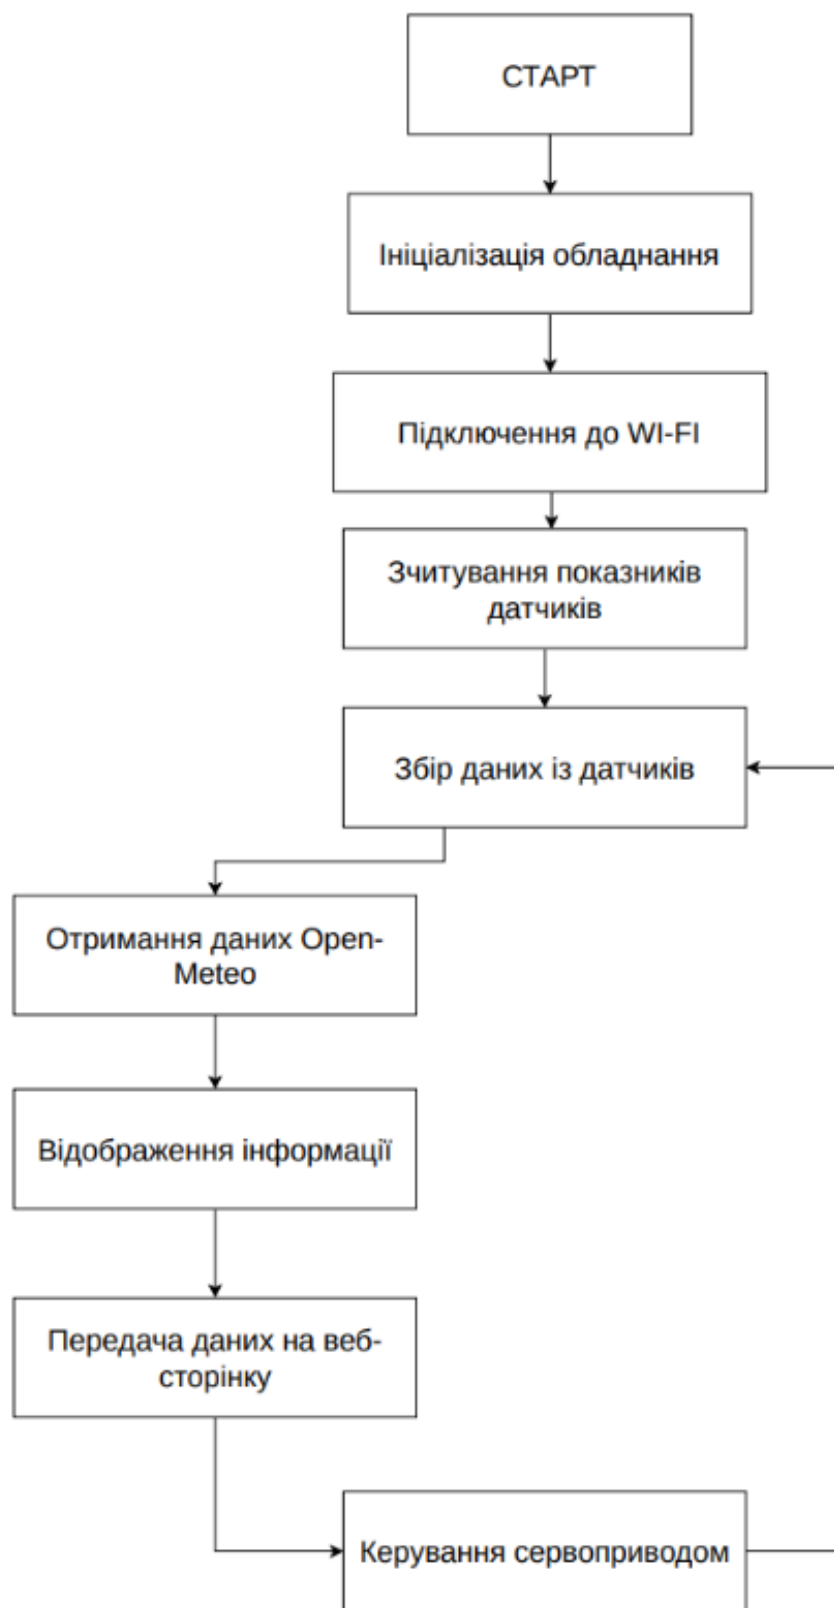 СТАРТ
Ініціалізація обладнання
Підключення до WI-FI
Зчитування показників
датчиків
Збір даних із датчиків
Отримання даних Open-
Meteo
Відображення інформації
Передача даних на веб-
сторінку
Керування сервоприводом